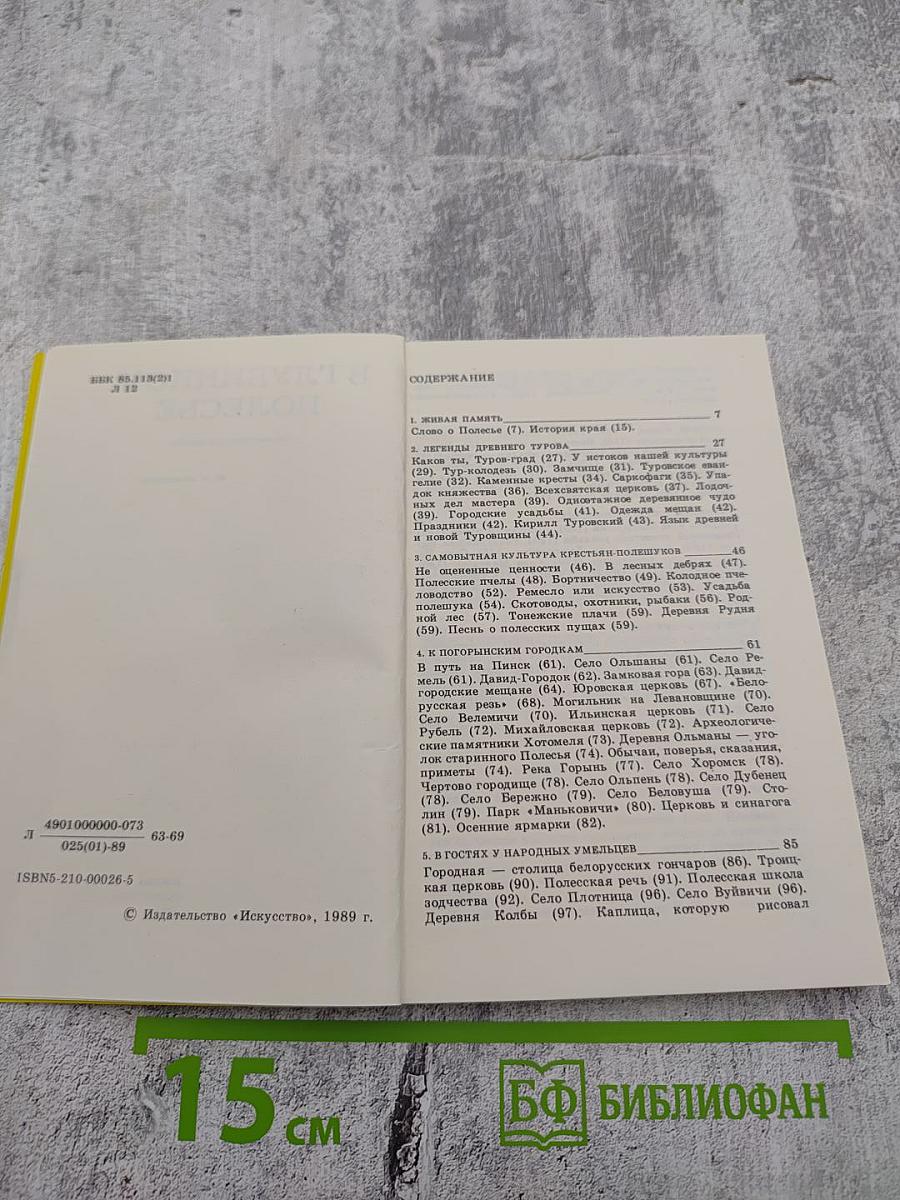 ББК 85.113(2)1
Л 12
Л 4901000000-073 63-69
025(01)-89
ISBN5-210-00026-5
© Издательство «Искусство», 1989 г.
СОДЕРЖАНИЕ
1. ЖИВАЯ ПАМЯТЬ 7
Слово о Полесье (7). История края (15).
2. ЛЕГЕНДЫ ДРЕВНЕГО ТУРОВА 27
Каков ты, Туров-град (27). У истоков нашей культуры
(29). Тур-колодезь (30). Замчище (31). Туровское еван-
гелие (32). Каменные кресты (34). Саркофаги (35). Упа-
док княжества (36). Всехсвятская церковь (37). Лодоч-
ных дел мастера (39). Одноэтажное деревянное чудо
(39). Городские усадьбы (41). Одежда мещан (42).
Праздники (42). Кирилл Туровский (43). Язык древней
и новой Туровщины (44).
3. САМОБЫТНАЯ КУЛЬТУРА КРЕСТЬЯН-ПОЛЕШУКОВ 46
Не оцененные ценности (46). В лесных дебрях (47).
Полесские пчелы (48). Бортничество (49). Колодное пче-
ловодство (52). Ремесло или искусство (53). Усадьба
полешука (54). Скотоводы, охотники, рыбаки (56). Род-
ной лес (57). Тонежские плачи (59). Деревня Рудня
(59). Песнь о полесских пущах (59).
4. К ПОГОРЫНСКИМ ГОРОДКАМ 61
В путь на Пинск (61). Село Ольшаны (61). Село Ре-
мель (61). Давид-Городок (62). Замковая гора (63). Давид-
городские мещане (64). Юровская церковь (67). «Бело-
русская резь» (68). Могильник на Левановщине (70).
Село Велемичи (70). Ильинская церковь (71). Село
Рубель (72). Михайловская церковь (72). Археологиче-
ские памятники Хотомеля (73). Деревня Ольманы — уго-
лок старинного Полесья (74). Обычаи, поверья, сказания,
приметы (74). Река Горынь (77). Село Хоромск (78).
Чертово городище (78). Село Ольпень (78). Село Дубенец
(78). Село Бережно (79). Село Беловуша (79). Сто-
лин (79). Парк «Маньковичи» (80). Церковь и синагога
(81). Осенние ярмарки (82).
5. В ГОСТЯХ У НАРОДНЫХ УМЕЛЬЦЕВ 85
Городная — столица белорусских гончаров (86). Троиц-
кая церковь (90). Полесская речь (91). Полесская школа
зодчества (92). Село Плотница (96). Село Вуйвичи (96).
Деревня Колбы (97). Каплица, которую рисовал
15 см
БФ БИБЛИОФАН